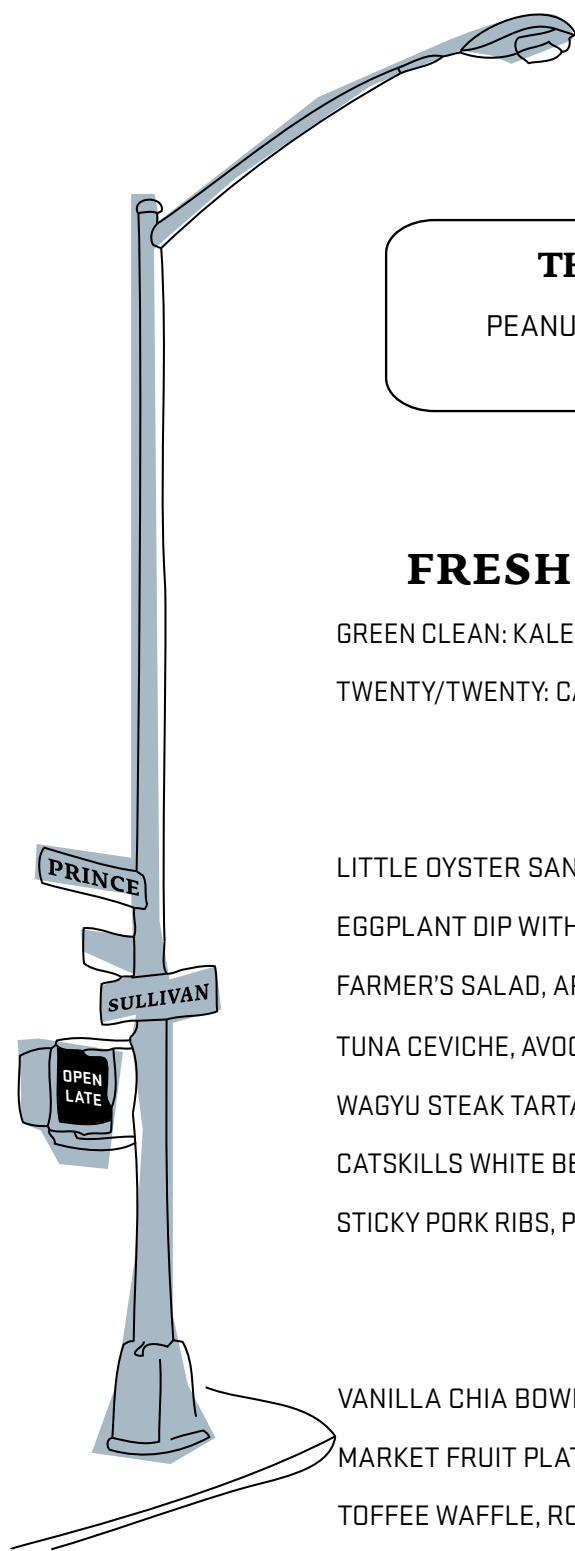 TH
PEANU
FRESH
GREEN CLEAN: KALE
TWENTY/TWENTY: CA
PRINCE
SULLIVAN
OPEN
LATE
LITTLE OYSTER SAN
EGGPLANT DIP WITH
FARMER'S SALAD, AP
TUNA CEVICHE, AVOC
WAGYU STEAK TARTA
CATSKILLS WHITE BE
STICKY PORK RIBS, P
VANILLA CHIA BOWL
MARKET FRUIT PLAT
TOFFEE WAFFLE, RO